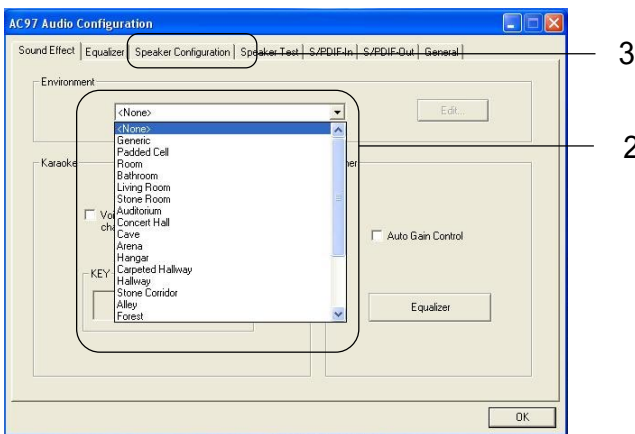 AC97 Audio Configuration
Sound Effect Equalizer Speaker Configuration Speaker Test S/PDIF-In S/PDIF-Out General
3
Environment
<None>
Edit...
2
<None>
Generic
Padded Cell
Room
Bathroom
Living Room
Stone Room
Auditorium
Concert Hall
Cave
Arena
Hangar
Carpeted Hallway
Hallway
Stone Corridor
Alley
Forest
Karaoke
Auto Gain Control
KEY
Equalizer
OK